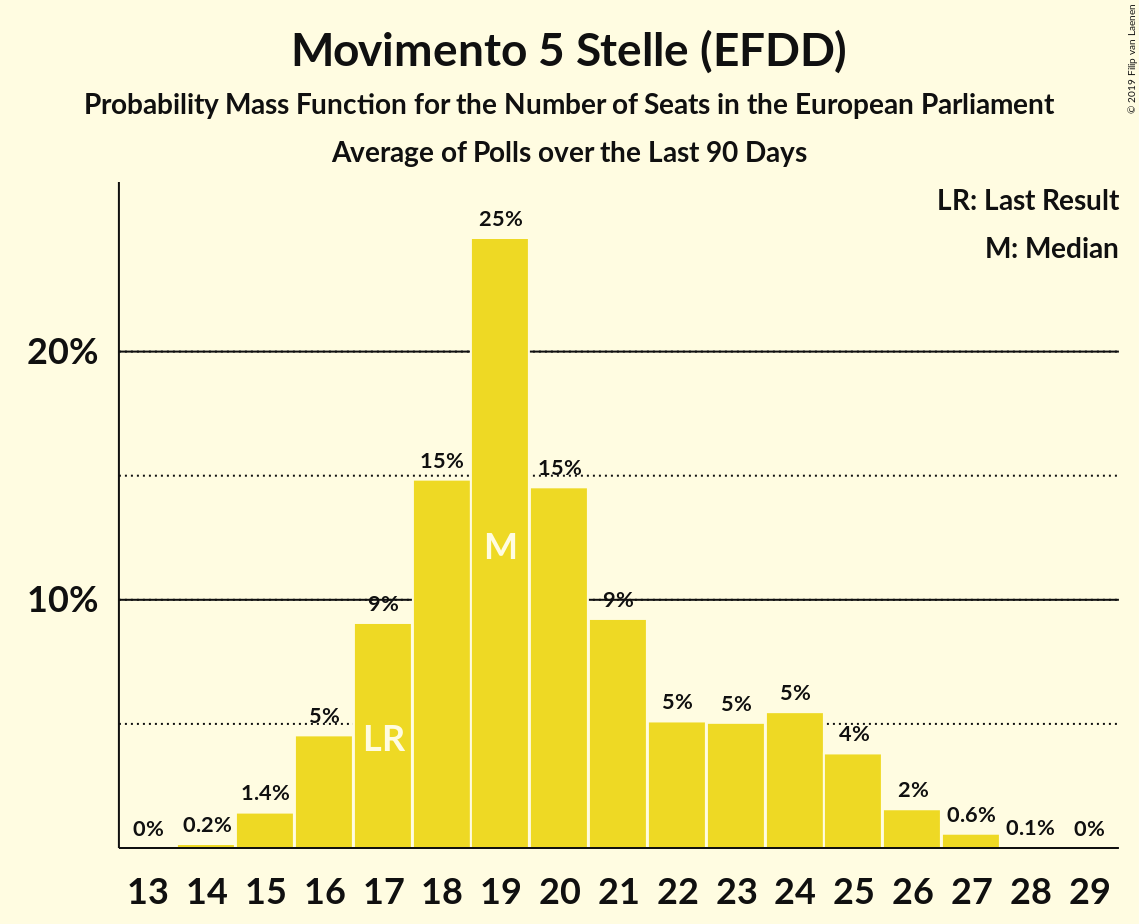 Movimento 5 Stelle (EFDD)
Probability Mass Function for the Number of Seats in the European Parliament
Average of Polls over the Last 90 Days
© 2019 Filip van Laenen
LR: Last Result
M: Median
20%
10%
0%
0.2%
1.4%
5%
9%
15%
25%
15%
9%
5%
5%
5%
4%
2%
0.6%
0.1%
0%
LR
M
13 14 15 16 17 18 19 20 21 22 23 24 25 26 27 28 29